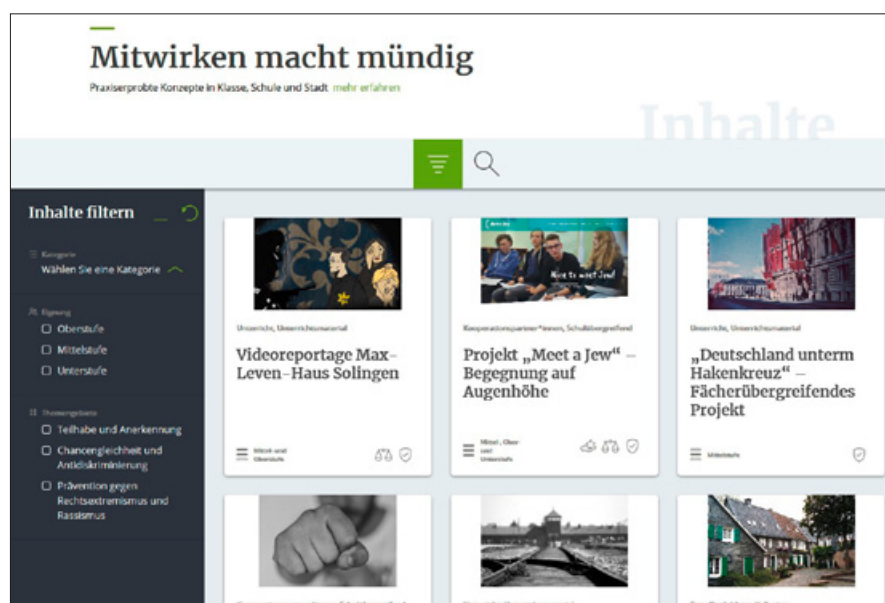 Mitwirken macht mündig
Praxiserprobte Konzepte in Klasse, Schule und Stadt mehr erfahren
Inhalte
Inhalte filtern
Kategorie
Wählen Sie eine Kategorie
Eignung
Oberstufe
Mittelstufe
Unterstufe
Themengebiete
Teilhabe und Anerkennung
Chancengleichheit und
Antidiskriminierung
Prävention gegen
Rechtsextremismus und
Rassismus
Unterricht, Unterrichtsmaterial
Videoreportage Max-
Leven-Haus Solingen
Mittel- und
Oberstufe
Nice to meet Jew!
Kooperationspartner*innen, Schulübergreifend
Projekt „Meet a Jew“ –
Begegnung auf
Augenhöhe
Mittel-, Ober-
und
Unterstufe
Unterricht, Unterrichtsmaterial
„Deutschland unterm
Hakenkreuz“ –
Fächerübergreifendes
Projekt
Mittelstufe